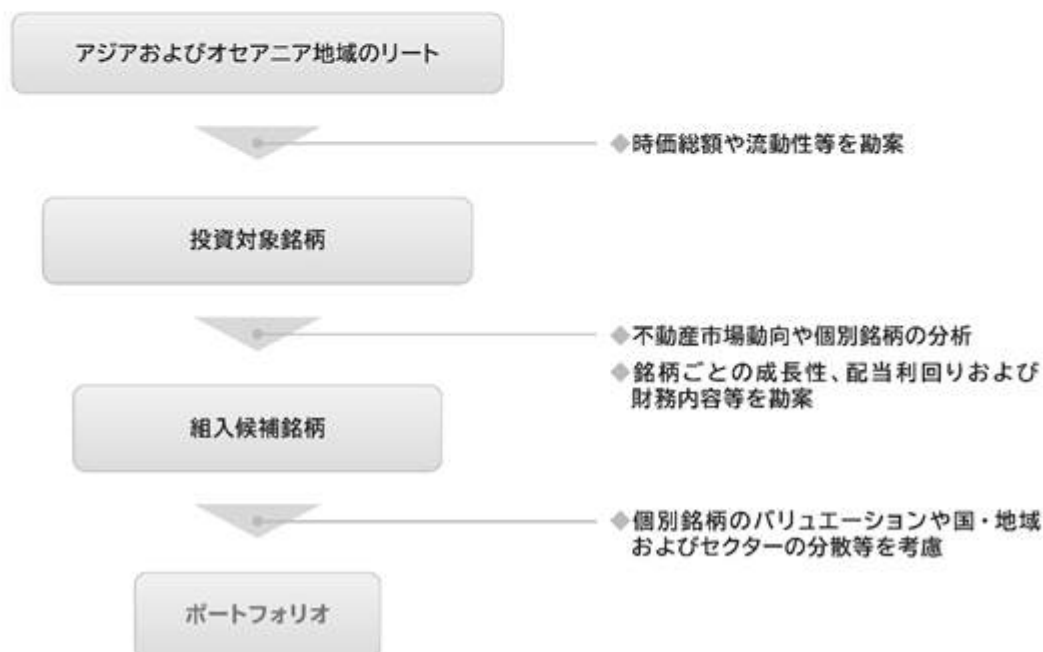 アジアおよびオセアニア地域のリート
◆時価総額や流動性等を勘案
投資対象銘柄
◆不動産市場動向や個別銘柄の分析
◆銘柄ごとの成長性、配当利回りおよび
財務内容等を勘案
組入候補銘柄
◆個別銘柄のバリュエーションや国・地域
およびセクターの分散等を考慮
ポートフォリオ